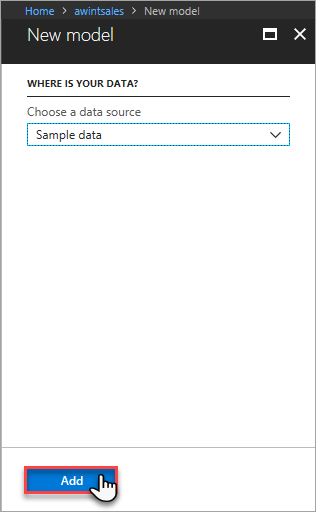 Home > awintsales > New model
New model
WHERE IS YOUR DATA?
Choose a data source
Sample data
Add